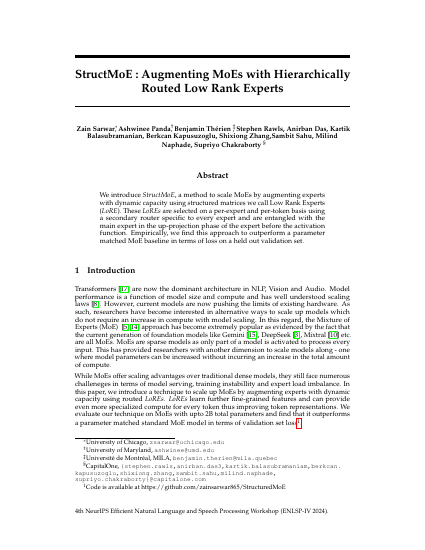 StructMoE : Augmenting MoEs with Hierarchically
Routed Low Rank Experts
Zain Sarwar*, Ashwinee Panda†, Benjamin Thérien ‡, Stephen Rawls, Anirban Das, Kartik
Balasubramanian, Berkcan Kapusuzoglu, Shixiong Zhang,Sambit Sahu, Milind
Naphade, Supriyo Chakraborty §
Abstract
We introduce StructMoE, a method to scale MoEs by augmenting experts
with dynamic capacity using structured matrices we call Low Rank Experts
(LoRE). These LoREs are selected on a per-expert and per-token basis using
a secondary router specific to every expert and are entangled with the
main expert in the up-projection phase of the expert before the activation
function. Empirically, we find this approach to outperform a parameter
matched MoE baseline in terms of loss on a held out validation set.
1 Introduction
Transformers [17] are now the dominant architecture in NLP, Vision and Audio. Model
performance is a function of model size and compute and has well understood scaling
laws [8]. However, current models are now pushing the limits of existing hardware. As
such, researchers have become interested in alternative ways to scale up models which
do not require an increase in compute with model scaling. In this regard, the Mixture of
Experts (MoE) [5][14] approach has become extremely popular as evidenced by the fact that
the current generation of foundation models like Gemini [15], DeepSeek [3], Mistral [10] etc.
are all MoEs. MoEs are sparse models as only part of a model is activated to process every
input. This has provided researchers with another dimension to scale models along - one
where model parameters can be increased without incurring an increase in the total amount
of compute.
While MoEs offer scaling advantages over traditional dense models, they still face numerous
challenges in terms of model serving, training instability and expert load imbalance. In
this paper, we introduce a technique to scale up MoEs by augmenting experts with dynamic
capacity using routed LoREs. LoREs learn further fine-grained features and can provide
even more specialized compute for every token thus improving token representations. We
evaluate our technique on MoEs with upto 2B total parameters and find that it outperforms
a parameter matched standard MoE model in terms of validation set loss¹.
*University of Chicago, zsarwar@uchicago.edu
†University of Maryland, ashwinee@umd.edu
‡Université de Montréal, MILA, benjamin.therien@mila.quebec
§CapitalOne, {stephen.rawls,anirban.das3,kartik.balasubramaniam,berkcan.
kapusuzoglu,shixiong.zhang,sambit.sahu,milind.naphade,
supriyo.chakraborty}@capitalone.com
¹Code is available at https://github.com/zainsarwar865/StructuredMoE
4th NeurIPS Efficient Natural Language and Speech Processing Workshop (ENLSP-IV 2024).